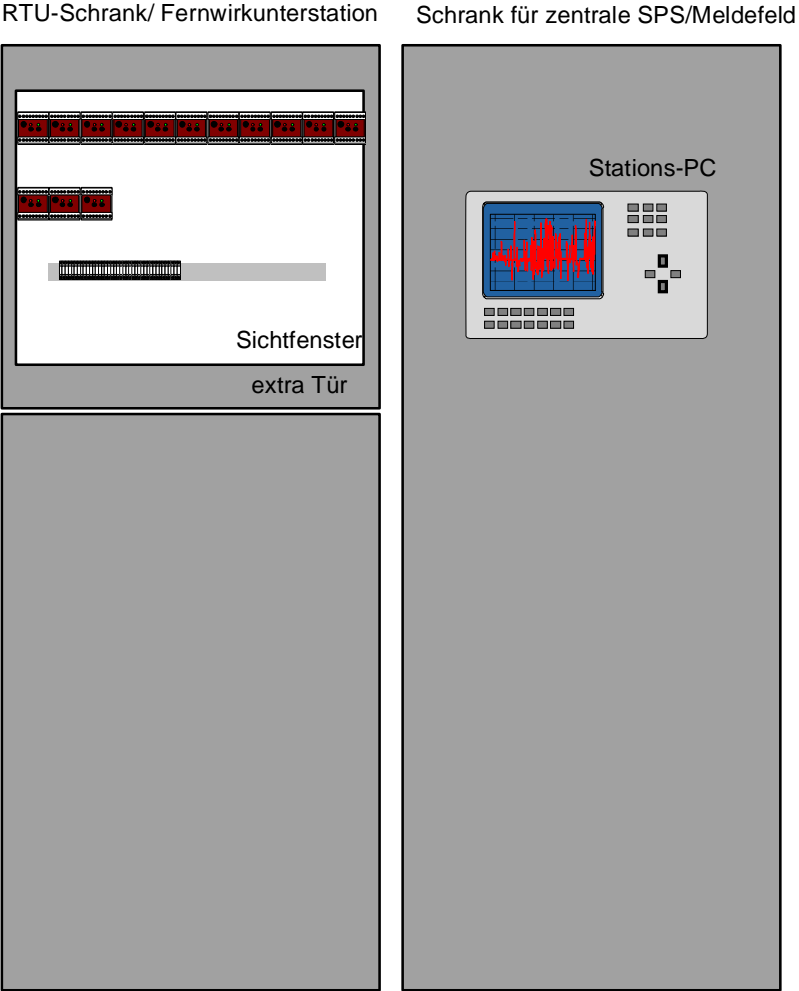 RTU-Schrank/ Fernwirkunterstation
Schrank für zentrale SPS/Meldefeld
Stations-PC
Sichtfenster
extra Tür